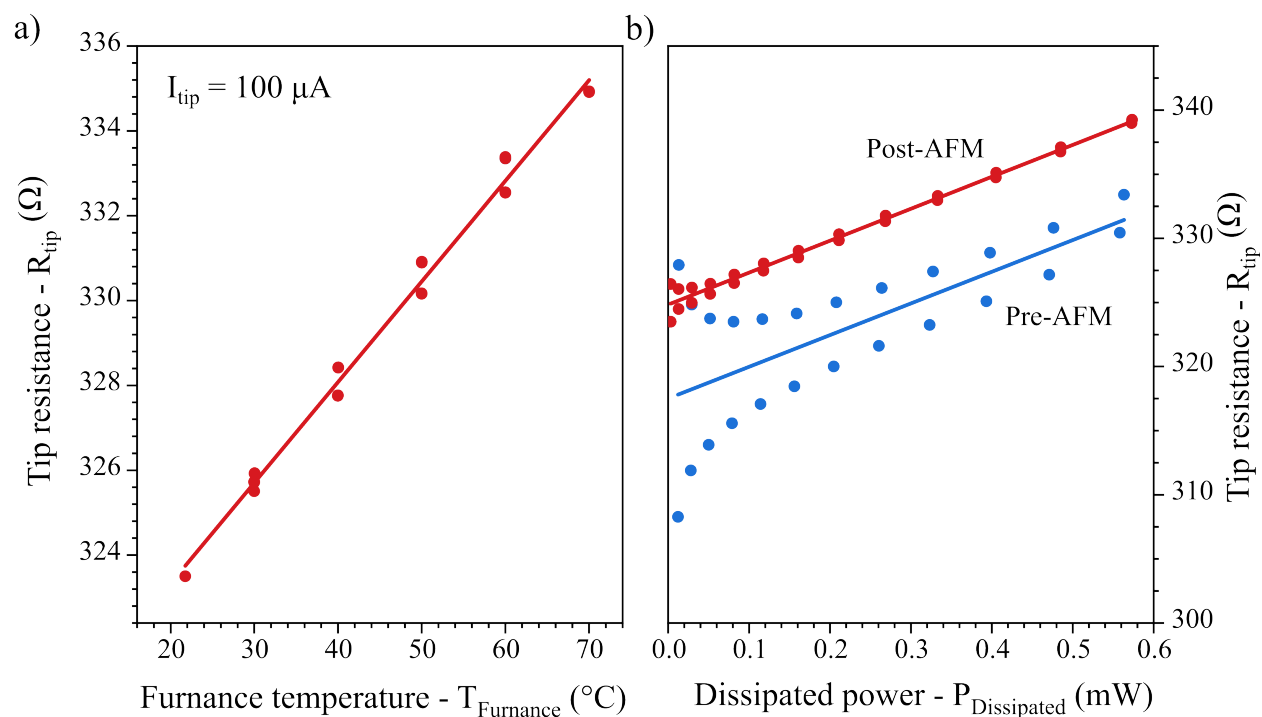 a)
I_tip = 100 μA
336
334
332
330
328
326
324
Tip resistance - R_tip (Ω)
20 30 40 50 60 70
Furnance temperature - T_Furnance (°C)
b)
Post-AFM
Pre-AFM
340
330
320
310
300
Tip resistance - R_tip (Ω)
0.0 0.1 0.2 0.3 0.4 0.5 0.6
Dissipated power - P_Dissipated (mW)